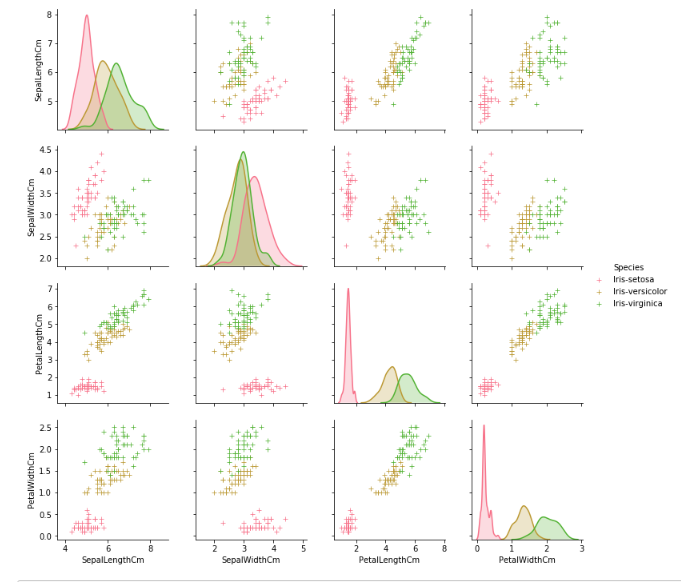 8
7
6
5
SepalLengthCm
4.5
4.0
3.5
3.0
2.5
2.0
SepalWidthCm
Species
Iris-setosa
Iris-versicolor
Iris-virginica
7
6
5
4
3
2
1
PetalLengthCm
2.5
2.0
1.5
1.0
0.5
0.0
PetalWidthCm
4 6 8
SepalLengthCm
2 3 4 5
SepalWidthCm
2 4 6 8
PetalLengthCm
0 1 2 3
PetalWidthCm